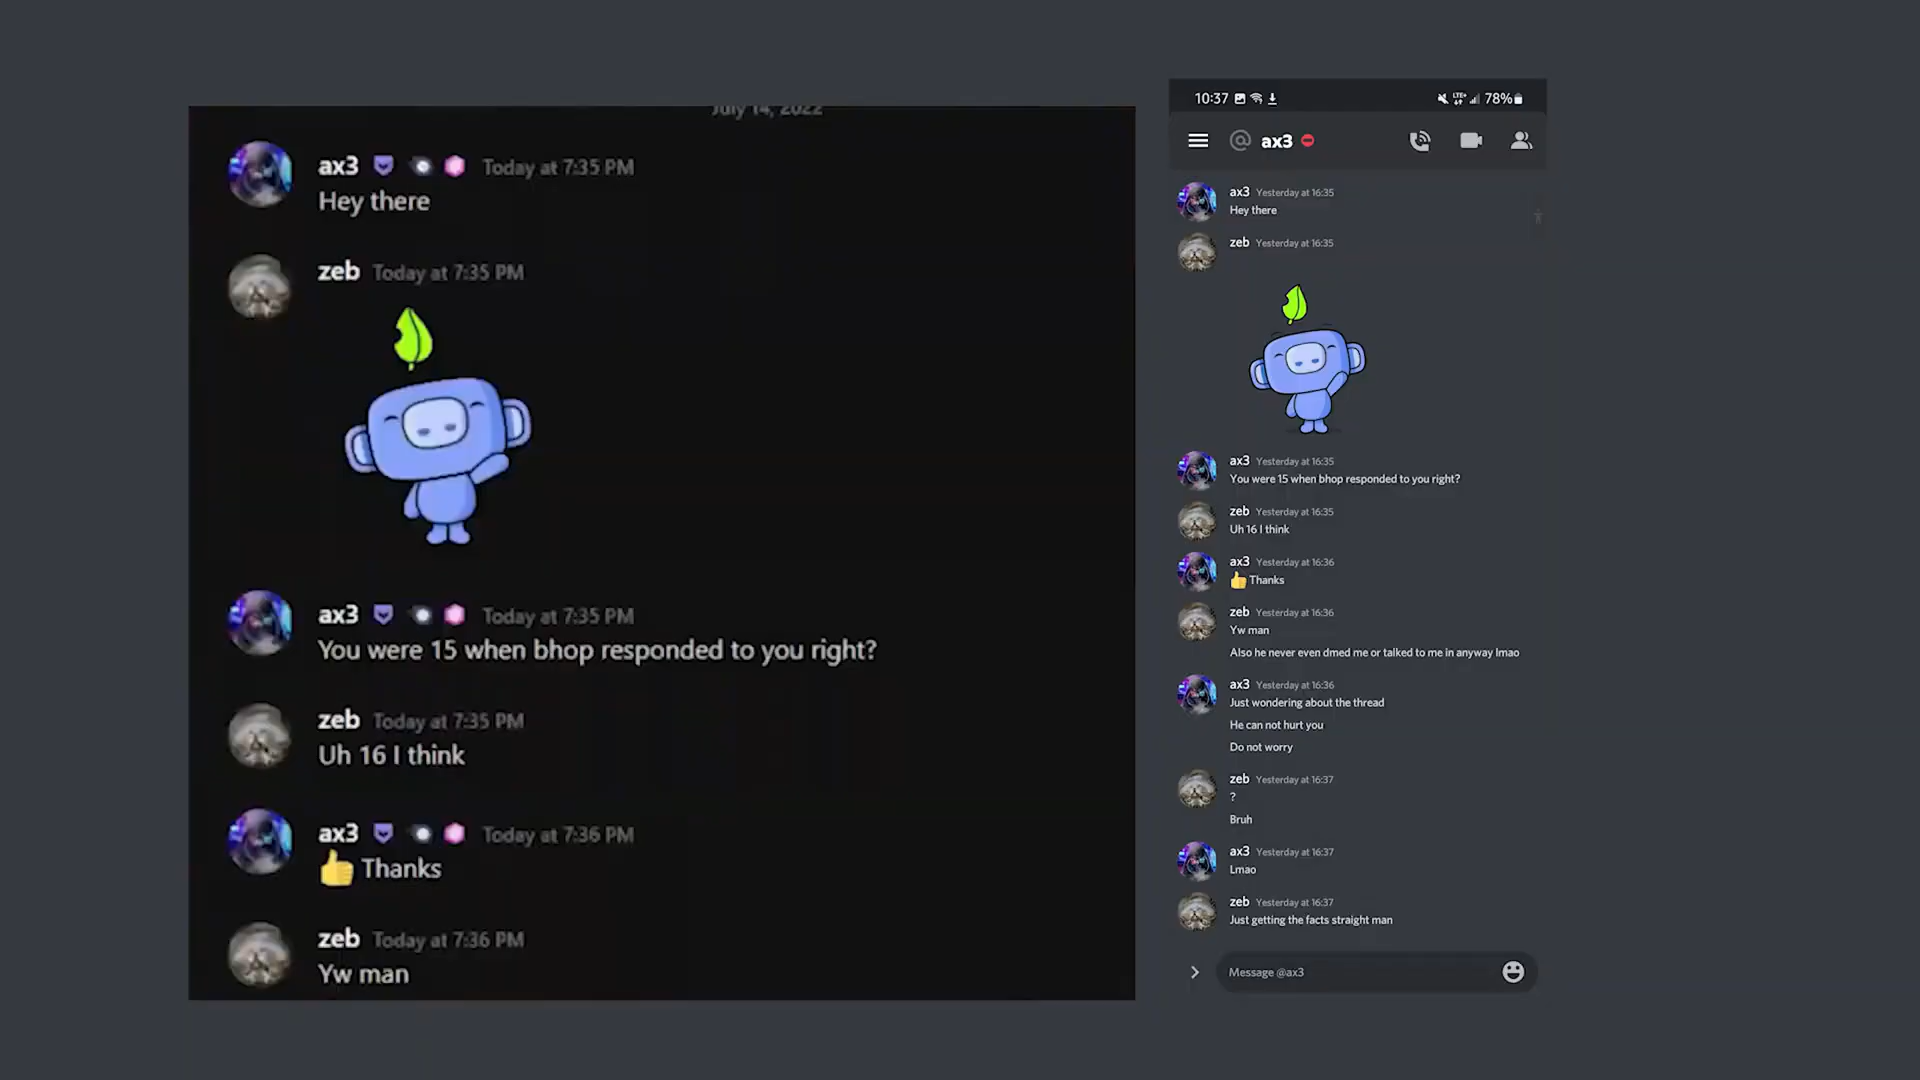 July 14, 2022
ax3 Today at 7:35 PM
Hey there
zeb Today at 7:35 PM
ax3 Today at 7:35 PM
You were 15 when bhop responded to you right?
zeb Today at 7:35 PM
Uh 16 I think
ax3 Today at 7:36 PM
👍 Thanks
zeb Today at 7:36 PM
Yw man
10:37 LTE+ 78%
@ ax3
ax3 Yesterday at 16:35
Hey there
zeb Yesterday at 16:35
ax3 Yesterday at 16:35
You were 15 when bhop responded to you right?
zeb Yesterday at 16:35
Uh 16 I think
ax3 Yesterday at 16:36
👍 Thanks
zeb Yesterday at 16:36
Yw man
Also he never even dmed me or talked to me in anyway lmao
ax3 Yesterday at 16:36
Just wondering about the thread
He can not hurt you
Do not worry
zeb Yesterday at 16:37
?
Bruh
ax3 Yesterday at 16:37
Lmao
zeb Yesterday at 16:37
Just getting the facts straight man
Message @ax3